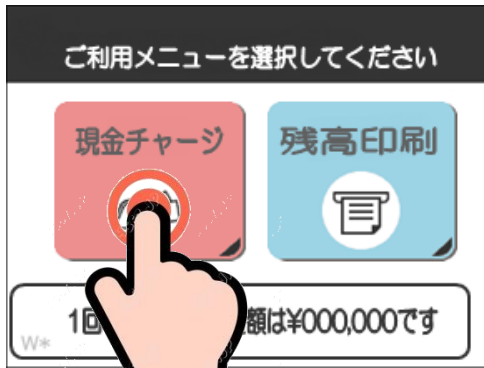 ご利用メニューを選択してください
現金チャージ
残高印刷
1回
額は¥000,000です
W*